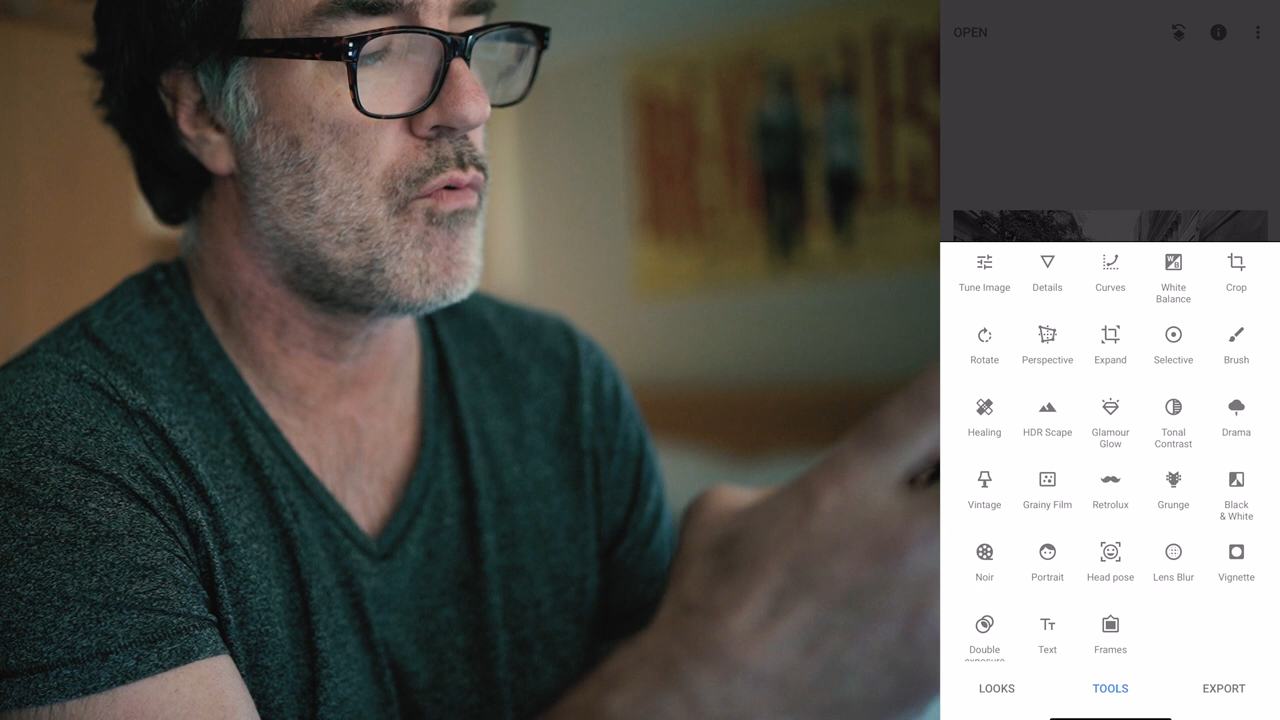 OPEN
Tune Image
Details
Curves
White
Balance
Crop
Rotate
Perspective
Expand
Selective
Brush
Healing
HDR Scape
Glamour
Glow
Tonal
Contrast
Drama
Vintage
Grainy Film
Retrolux
Grunge
Black
& White
Noir
Portrait
Head pose
Lens Blur
Vignette
Double
exposure
Text
Frames
LOOKS
TOOLS
EXPORT